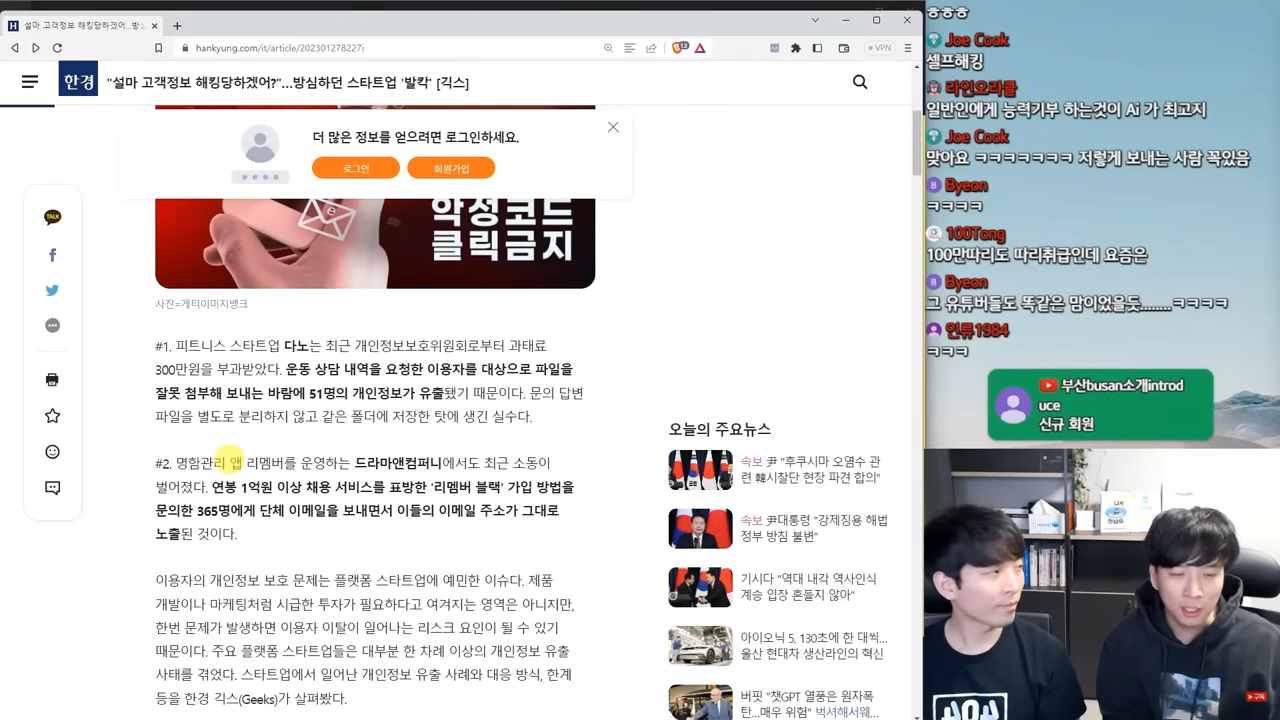 설마 고객정보 해킹당하겠어...방심
hankyung.com/it/article/202301278227i
13
VPN
한경
"설마 고객정보 해킹당하겠어?"...방심하던 스타트업 '발칵' [긱스]
더 많은 정보를 얻으려면 로그인하세요.
로그인
회원가입
악성코드
클릭금지
사진=게티이미지뱅크
TALK
#1. 피트니스 스타트업 다노는 최근 개인정보보호위원회로부터 과태료
300만원을 부과받았다. 운동 상담 내역을 요청한 이용자를 대상으로 파일을
잘못 첨부해 보내는 바람에 51명의 개인정보가 유출됐기 때문이다. 문의 답변
파일을 별도로 분리하지 않고 같은 폴더에 저장한 탓에 생긴 실수다.
#2. 명함관리 앱 리멤버를 운영하는 드라마앤컴퍼니에서도 최근 소동이
벌어졌다. 연봉 1억원 이상 채용 서비스를 표방한 '리멤버 블랙' 가입 방법을
문의한 365명에게 단체 이메일을 보내면서 이들의 이메일 주소가 그대로
노출된 것이다.
이용자의 개인정보 보호 문제는 플랫폼 스타트업에 예민한 이슈다. 제품
개발이나 마케팅처럼 시급한 투자가 필요하다고 여겨지는 영역은 아니지만,
한번 문제가 발생하면 이용자 이탈이 일어나는 리스크 요인이 될 수 있기
때문이다. 주요 플랫폼 스타트업들은 대부분 한 차례 이상의 개인정보 유출
사태를 겪었다. 스타트업에서 일어난 개인정보 유출 사례와 대응 방식, 한계
등을 한경 긱스(Geeks)가 살펴봤다.
오늘의 주요뉴스
속보 尹 "후쿠시마 오염수 관
련 韓시찰단 현장 파견 합의"
속보 尹대통령 "강제징용 해법
정부 방침 불변"
기시다 "역대 내각 역사인식
계승 입장 흔들지 않아"
아이오닉 5, 130초에 한 대씩...
울산 현대차 생산라인의 혁신
버핏 "챗GPT 열풍은 원자폭
탄...매우 위험" 벅셔해서웨...
ㅎㅎㅎ
Joe Cook
셀프해킹
라인오라클
일반인에게 능력기부 하는것이 Ai 가 최고지
Joe Cook
맞아요 ㅋㅋㅋㅋㅋㅋㅋ 저렇게 보내는 사람 꼭있음
B Byeon
ㅋㅋㅋㅋ
100Tong
100만따리도 따리취급인데 요즘은
B Byeon
그 유튜버들도 똑같은 맘이었을듯........ㅋㅋㅋㅋ
인류1984
ㅋㅋㅋ
부산busan소개introd
uce
신규 회원
구독